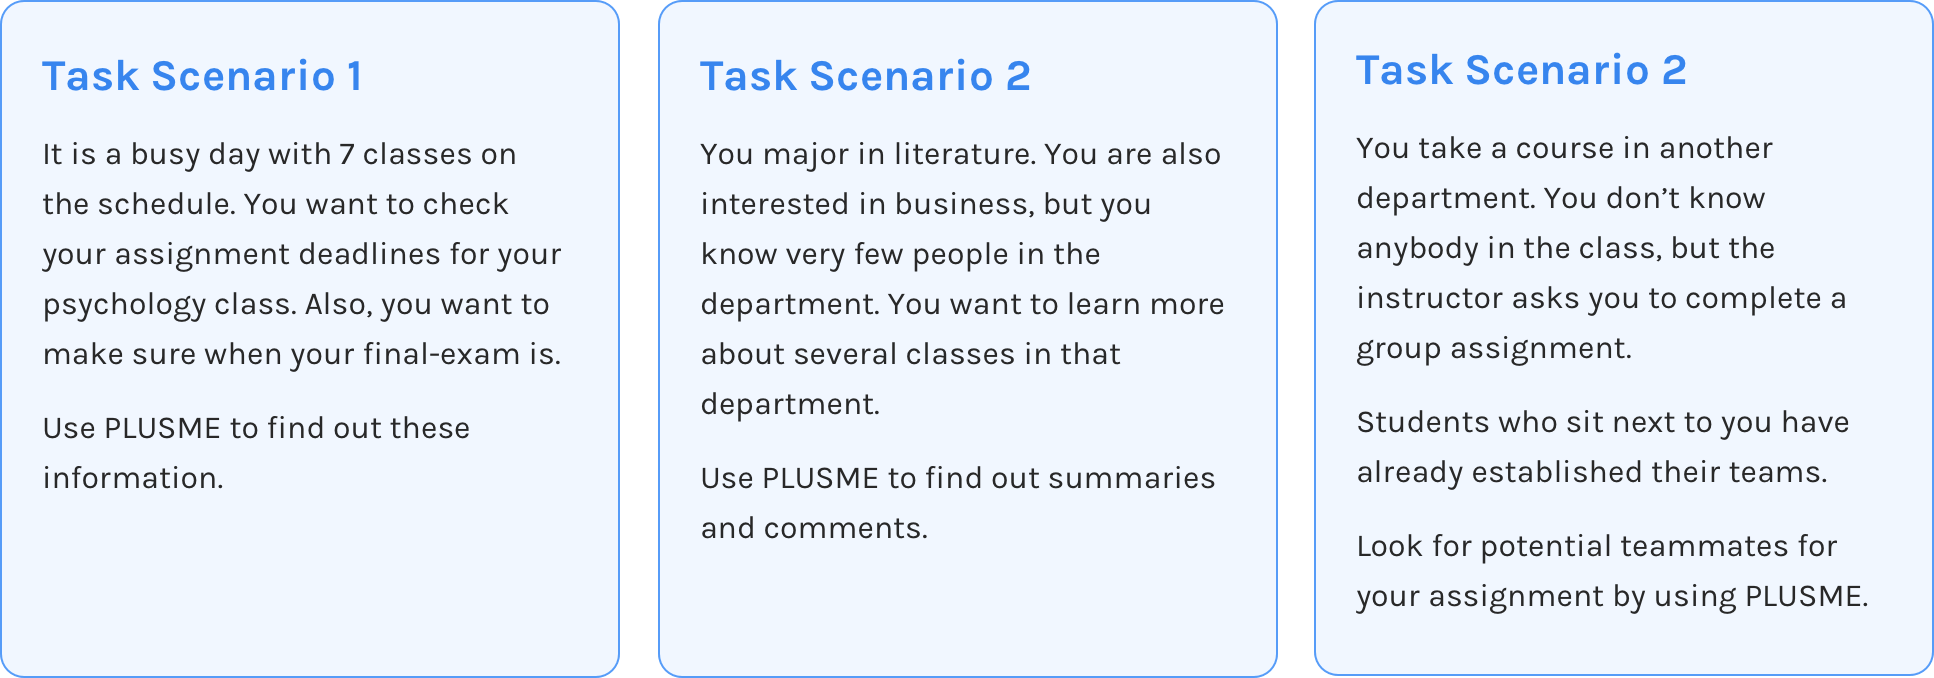 Task Scenario 1
It is a busy day with 7 classes on
the schedule. You want to check
your assignment deadlines for your
psychology class. Also, you want to
make sure when your final-exam is.
Use PLUSME to find out these
information.
Task Scenario 2
You major in literature. You are also
interested in business, but you
know very few people in the
department. You want to learn more
about several classes in that
department.
Use PLUSME to find out summaries
and comments.
Task Scenario 2
You take a course in another
department. You don’t know
anybody in the class, but the
instructor asks you to complete a
group assignment.
Students who sit next to you have
already established their teams.
Look for potential teammates for
your assignment by using PLUSME.